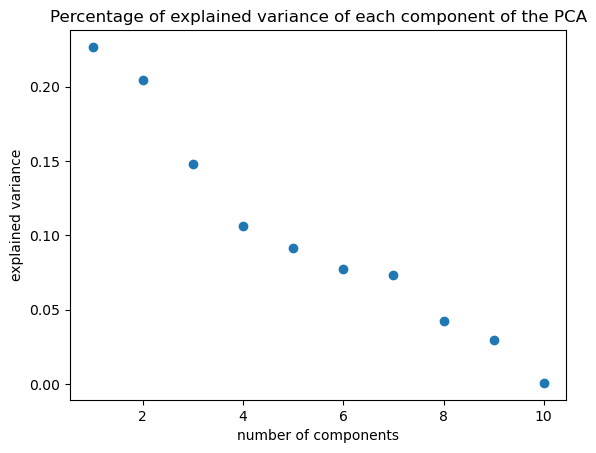 Percentage of explained variance of each component of the PCA
0.20
0.15
0.10
0.05
0.00
explained variance
2 4 6 8 10
number of components